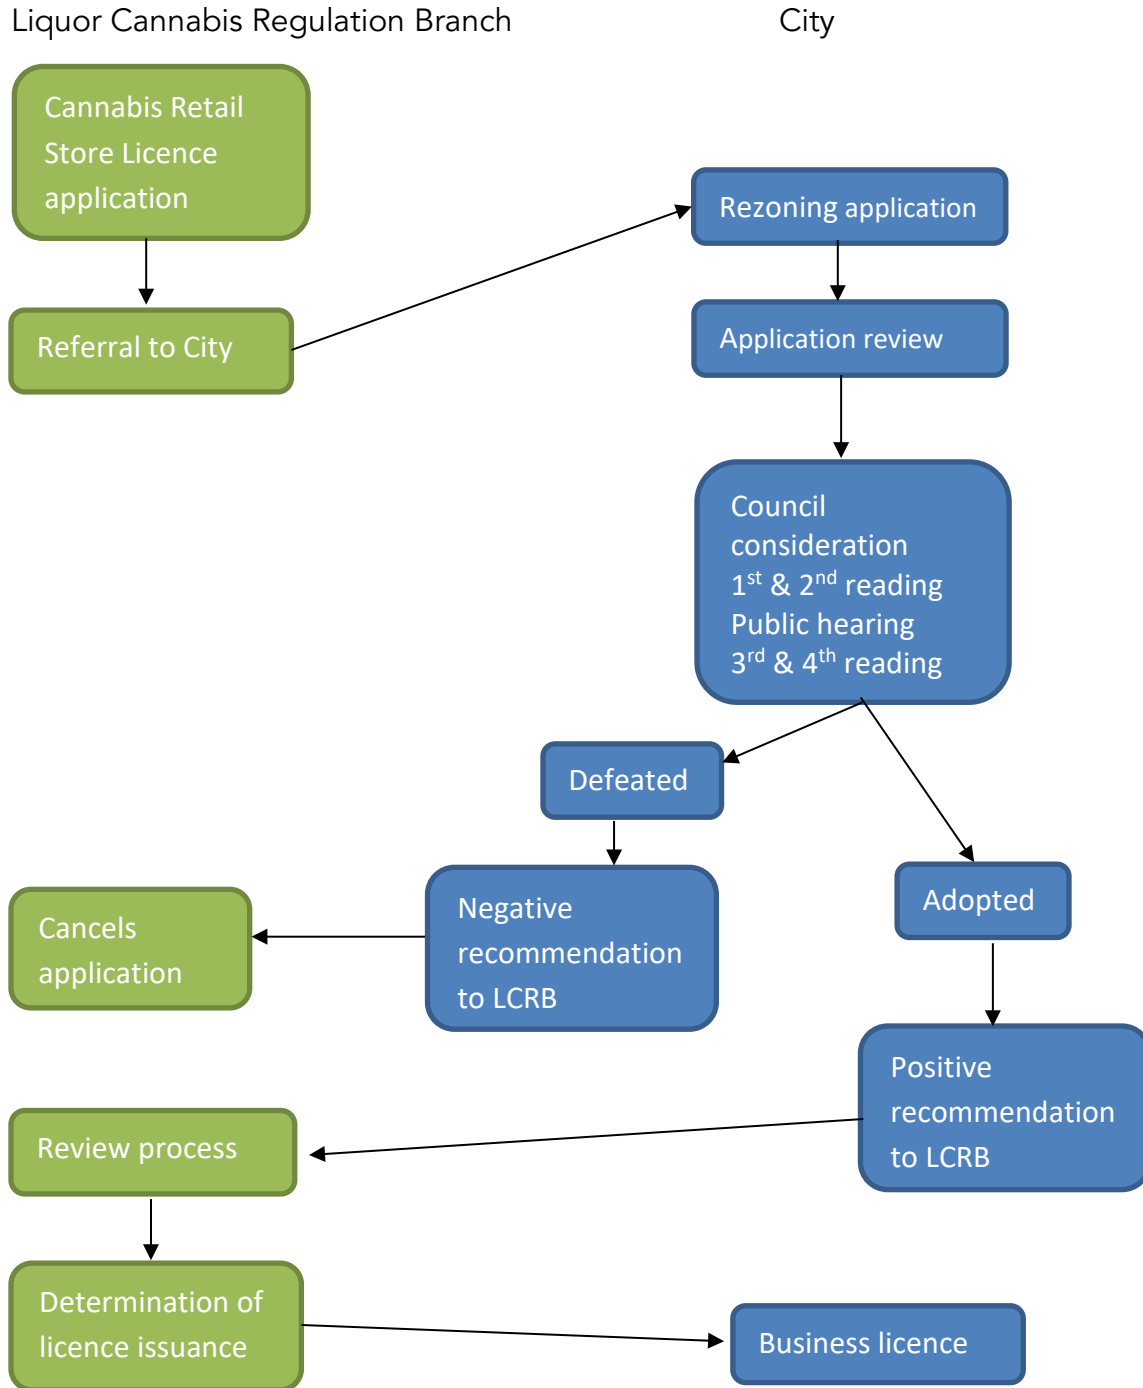 Liquor Cannabis Regulation Branch
City
Cannabis Retail
Store Licence
application
Rezoning application
Referral to City
Application review
Council
consideration
1st & 2nd reading
Public hearing
3rd & 4th reading
Defeated
Adopted
Negative
recommendation
to LCRB
Cancels
application
Positive
recommendation
to LCRB
Review process
Determination of
licence issuance
Business licence